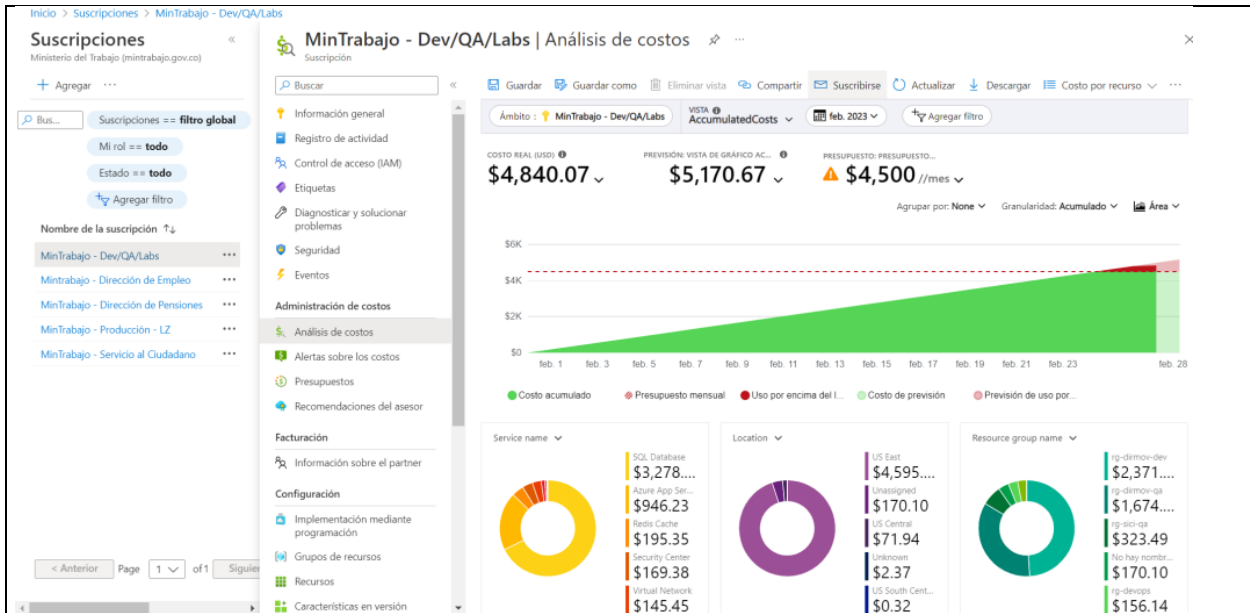 Inicio > Suscripciones > MinTrabajo - Dev/QA/Labs
Suscripciones
Ministerio del Trabajo (mintrabajo.gov.co)
Agregar
Bus...
Suscripciones == filtro global
Mi rol == todo
Estado == todo
Agregar filtro
Nombre de la suscripción ↑↓
MinTrabajo - Dev/QA/Labs
Mintrabajo - Dirección de Empleo
MinTrabajo - Dirección de Pensiones
MinTrabajo - Producción - LZ
MinTrabajo - Servicio al Ciudadano
< Anterior Page 1 of 1 Siguier
MinTrabajo - Dev/QA/Labs | Análisis de costos
Suscripción
Buscar
Información general
Registro de actividad
Control de acceso (IAM)
Etiquetas
Diagnosticar y solucionar
problemas
Seguridad
Eventos
Administración de costos
Análisis de costos
Alertas sobre los costos
Presupuestos
Recomendaciones del asesor
Facturación
Información sobre el partner
Configuración
Implementación mediante
programación
Grupos de recursos
Recursos
Características en versión
Guardar Guardar como Eliminar vista Compartir Suscribirse Actualizar Descargar Costo por recurso
Ámbito : MinTrabajo - Dev/QA/Labs
VISTA
AccumulatedCosts
feb. 2023
Agregar filtro
COSTO REAL (USD)
$4,840.07
PREVISIÓN: VISTA DE GRÁFICO AC...
$5,170.67
PRESUPUESTO: PRESUPUESTO...
$4,500 //mes
Agrupar por: None Granularidad: Acumulado Área
$6K
$4K
$2K
$0
feb. 1 feb. 3 feb. 5 feb. 7 feb. 9 feb. 11 feb. 13 feb. 15 feb. 17 feb. 19 feb. 21 feb. 23 feb. 28
Costo acumulado Presupuesto mensual Uso por encima del l... Costo de previsión Previsión de uso por...
Service name
SQL Database
$3,278....
Azure App Ser...
$946.23
Redis Cache
$195.35
Security Center
$169.38
Virtual Network
$145.45
Location
US East
$4,595....
Unassigned
$170.10
US Central
$71.94
Unknown
$2.37
US South Cent...
$0.32
Resource group name
rg-dirmov-dev
$2,371....
rg-dirmov-qa
$1,674....
rg-sici-qa
$323.49
No hay nombr...
$170.10
rg-devops
$156.14